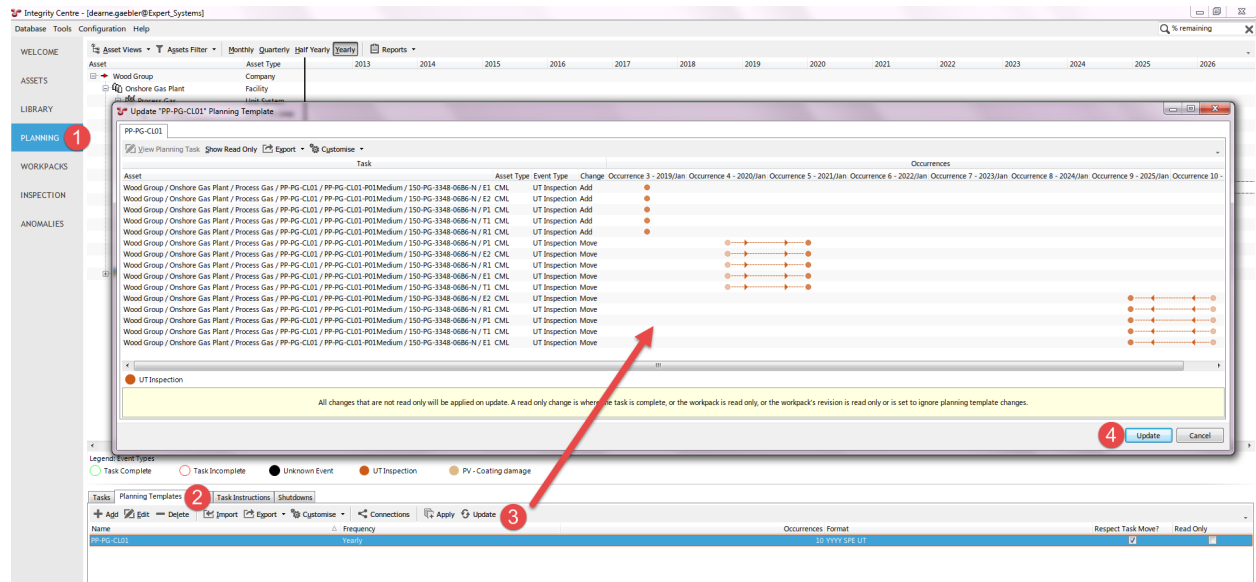 Integrity Centre - [dearne.gaebler@Expert_Systems]
Database Tools Configuration Help
% remaining
WELCOME
ASSETS
LIBRARY
PLANNING
1
WORKPACKS
INSPECTION
ANOMALIES
Asset Views Assets Filter Monthly Quarterly Half Yearly Yearly Reports
Asset Asset Type 2013 2014 2015 2016 2017 2018 2019 2020 2021 2022 2023 2024 2025 2026
Wood Group Company
Onshore Gas Plant Facility
Process Gas Unit System
Update "PP-PG-CL01" Planning Template
PP-PG-CL01
View Planning Task Show Read Only Export Customise
Task Occurrences
Asset Asset Type Event Type Change Occurrence 3 - 2019/Jan Occurrence 4 - 2020/Jan Occurrence 5 - 2021/Jan Occurrence 6 - 2022/Jan Occurrence 7 - 2023/Jan Occurrence 8 - 2024/Jan Occurrence 9 - 2025/Jan Occurrence 10 -
Wood Group / Onshore Gas Plant / Process Gas / PP-PG-CL01 / PP-PG-CL01-P01Medium / 150-PG-3348-06B6-N / E1 CML UT Inspection Add
Wood Group / Onshore Gas Plant / Process Gas / PP-PG-CL01 / PP-PG-CL01-P01Medium / 150-PG-3348-06B6-N / E2 CML UT Inspection Add
Wood Group / Onshore Gas Plant / Process Gas / PP-PG-CL01 / PP-PG-CL01-P01Medium / 150-PG-3348-06B6-N / P1 CML UT Inspection Add
Wood Group / Onshore Gas Plant / Process Gas / PP-PG-CL01 / PP-PG-CL01-P01Medium / 150-PG-3348-06B6-N / T1 CML UT Inspection Add
Wood Group / Onshore Gas Plant / Process Gas / PP-PG-CL01 / PP-PG-CL01-P01Medium / 150-PG-3348-06B6-N / R1 CML UT Inspection Add
Wood Group / Onshore Gas Plant / Process Gas / PP-PG-CL01 / PP-PG-CL01-P01Medium / 150-PG-3348-06B6-N / P1 CML UT Inspection Move
Wood Group / Onshore Gas Plant / Process Gas / PP-PG-CL01 / PP-PG-CL01-P01Medium / 150-PG-3348-06B6-N / E2 CML UT Inspection Move
Wood Group / Onshore Gas Plant / Process Gas / PP-PG-CL01 / PP-PG-CL01-P01Medium / 150-PG-3348-06B6-N / R1 CML UT Inspection Move
Wood Group / Onshore Gas Plant / Process Gas / PP-PG-CL01 / PP-PG-CL01-P01Medium / 150-PG-3348-06B6-N / E1 CML UT Inspection Move
Wood Group / Onshore Gas Plant / Process Gas / PP-PG-CL01 / PP-PG-CL01-P01Medium / 150-PG-3348-06B6-N / T1 CML UT Inspection Move
Wood Group / Onshore Gas Plant / Process Gas / PP-PG-CL01 / PP-PG-CL01-P01Medium / 150-PG-3348-06B6-N / E2 CML UT Inspection Move
Wood Group / Onshore Gas Plant / Process Gas / PP-PG-CL01 / PP-PG-CL01-P01Medium / 150-PG-3348-06B6-N / R1 CML UT Inspection Move
Wood Group / Onshore Gas Plant / Process Gas / PP-PG-CL01 / PP-PG-CL01-P01Medium / 150-PG-3348-06B6-N / P1 CML UT Inspection Move
Wood Group / Onshore Gas Plant / Process Gas / PP-PG-CL01 / PP-PG-CL01-P01Medium / 150-PG-3348-06B6-N / T1 CML UT Inspection Move
Wood Group / Onshore Gas Plant / Process Gas / PP-PG-CL01 / PP-PG-CL01-P01Medium / 150-PG-3348-06B6-N / E1 CML UT Inspection Move
UT Inspection
All changes that are not read only will be applied on update. A read only change is where the task is complete, or the workpack is read only, or the workpack's revision is read only or is set to ignore planning template changes.
4 Update Cancel
Legend: Event Types
Task Complete Task Incomplete Unknown Event UT Inspection PV - Coating damage
Tasks Planning Templates 2 Task Instructions Shutdowns
Add Edit Delete Import Export Customise Connections Apply Update 3
Name Frequency Occurrences Format Respect Task Move? Read Only
PP-PG-CL01 Yearly 10 YYYY SPE UT